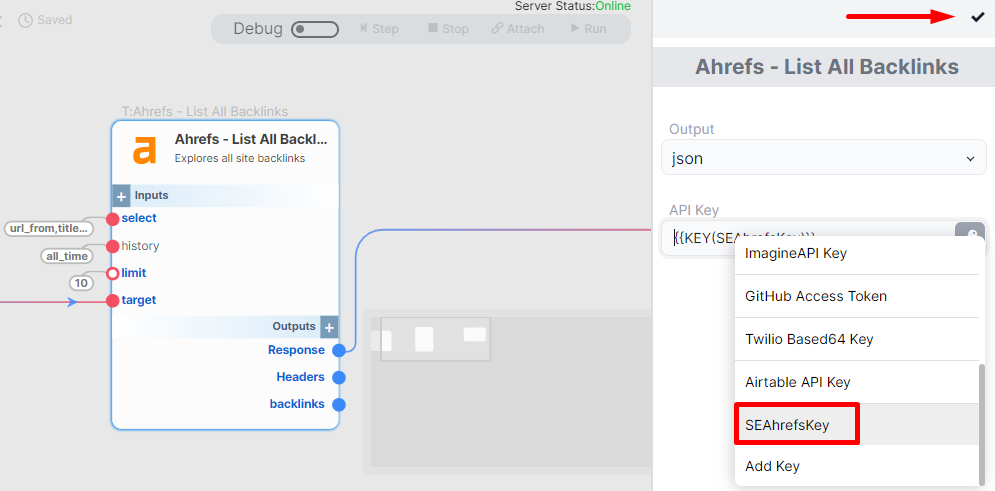 Saved
Server Status:Online
Debug
Step
Stop
Attach
Run
T:Ahrefs - List All Backlinks
a
Ahrefs - List All Backl...
Explores all site backlinks
+ Inputs
url_from,title...
select
all_time
history
10
limit
target
Outputs +
Response
Headers
backlinks
Ahrefs - List All Backlinks
Output
json
API Key
{{KEY(SEAhrefsKey)}}
ImagineAPI Key
GitHub Access Token
Twilio Based64 Key
Airtable API Key
SEAhrefsKey
Add Key